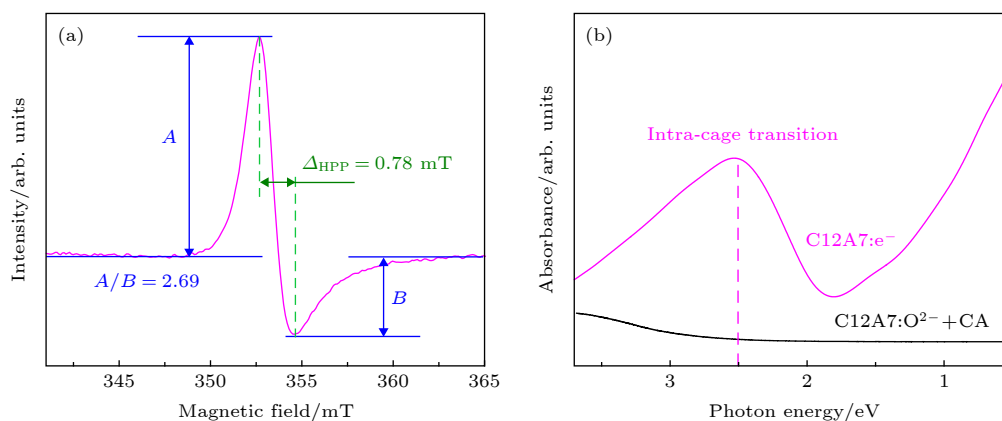 (a)
A
Δ_HPP = 0.78 mT
A/B = 2.69
B
Intensity/arb. units
345 350 355 360 365
Magnetic field/mT
(b)
Intra-cage transition
C12A7:e⁻
C12A7:O²⁻+CA
Absorbance/arb. units
3 2 1
Photon energy/eV